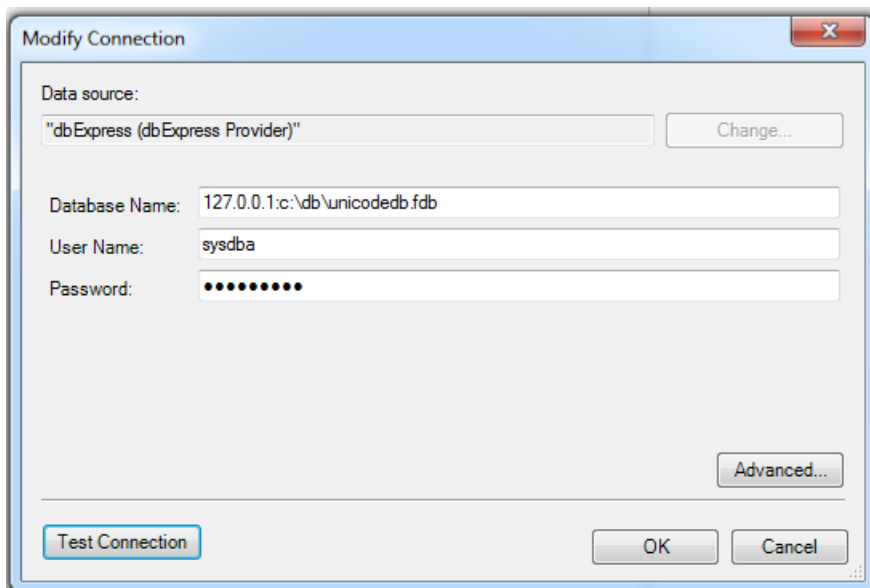 Modify Connection
Data source:
"dbExpress (dbExpress Provider)"
Change...
Database Name:
127.0.0.1:c:\db\unicodedb.fdb
User Name:
sysdba
Password:
●●●●●●●●●
Advanced...
Test Connection
OK
Cancel